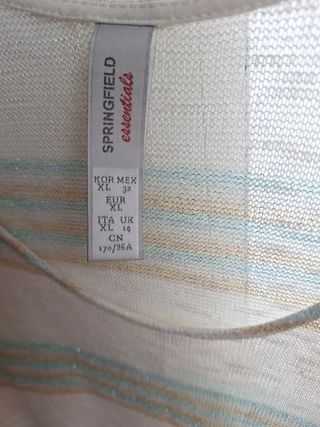 SPRINGFIELD
essentials
KOR MEX
XL 32
EUR
XL
ITA UK
XL 14
CN
170/96A